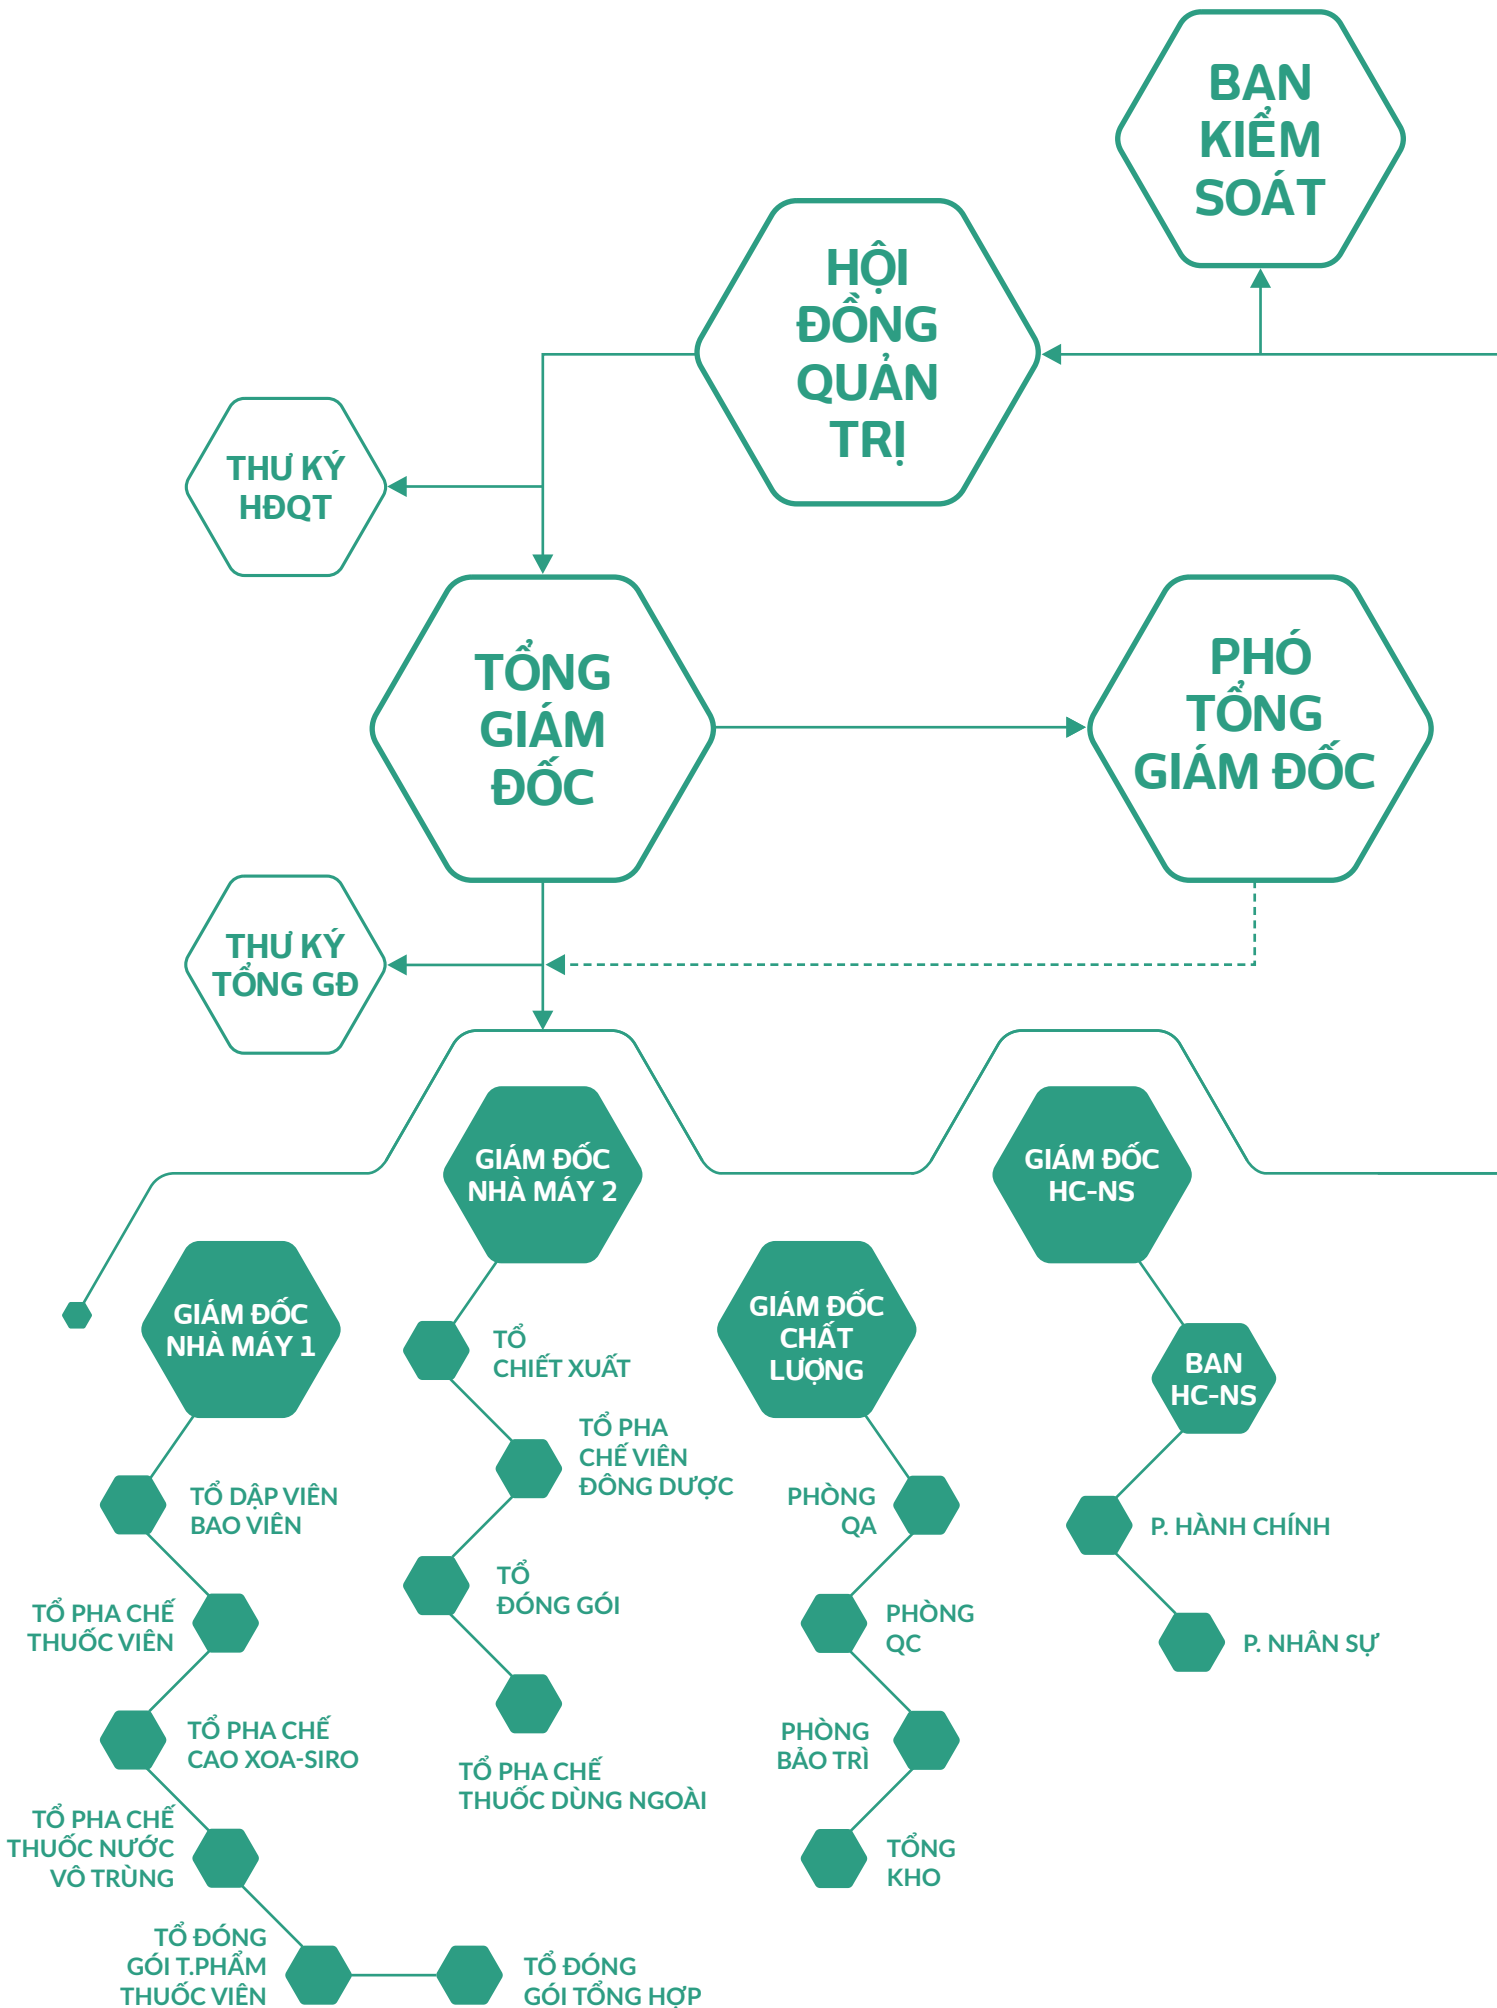 BAN
KIỂM
SOÁT
HỘI
ĐỒNG
QUẢN
TRỊ
THƯ KÝ
HĐQT
TỔNG
GIÁM
ĐỐC
PHÓ
TỔNG
GIÁM ĐỐC
THƯ KÝ
TỔNG GĐ
GIÁM ĐỐC
NHÀ MÁY 2
GIÁM ĐỐC
HC-NS
GIÁM ĐỐC
NHÀ MÁY 1
GIÁM ĐỐC
CHẤT
LƯỢNG
BAN
HC-NS
TỔ DẬP VIÊN
BAO VIÊN
TỔ PHA CHẾ
THUỐC VIÊN
TỔ PHA CHẾ
CAO XOA-SIRO
TỔ PHA CHẾ
THUỐC NƯỚC
VÔ TRÙNG
TỔ ĐÓNG
GÓI T.PHẨM
THUỐC VIÊN
TỔ ĐÓNG
GÓI TỔNG HỢP
TỔ
CHIẾT XUẤT
TỔ PHA
CHẾ VIÊN
ĐÔNG DƯỢC
TỔ
ĐÓNG GÓI
TỔ PHA CHẾ
THUỐC DÙNG NGOÀI
PHÒNG
QA
PHÒNG
QC
PHÒNG
BẢO TRÌ
TỔNG
KHO
P. HÀNH CHÍNH
P. NHÂN SỰ